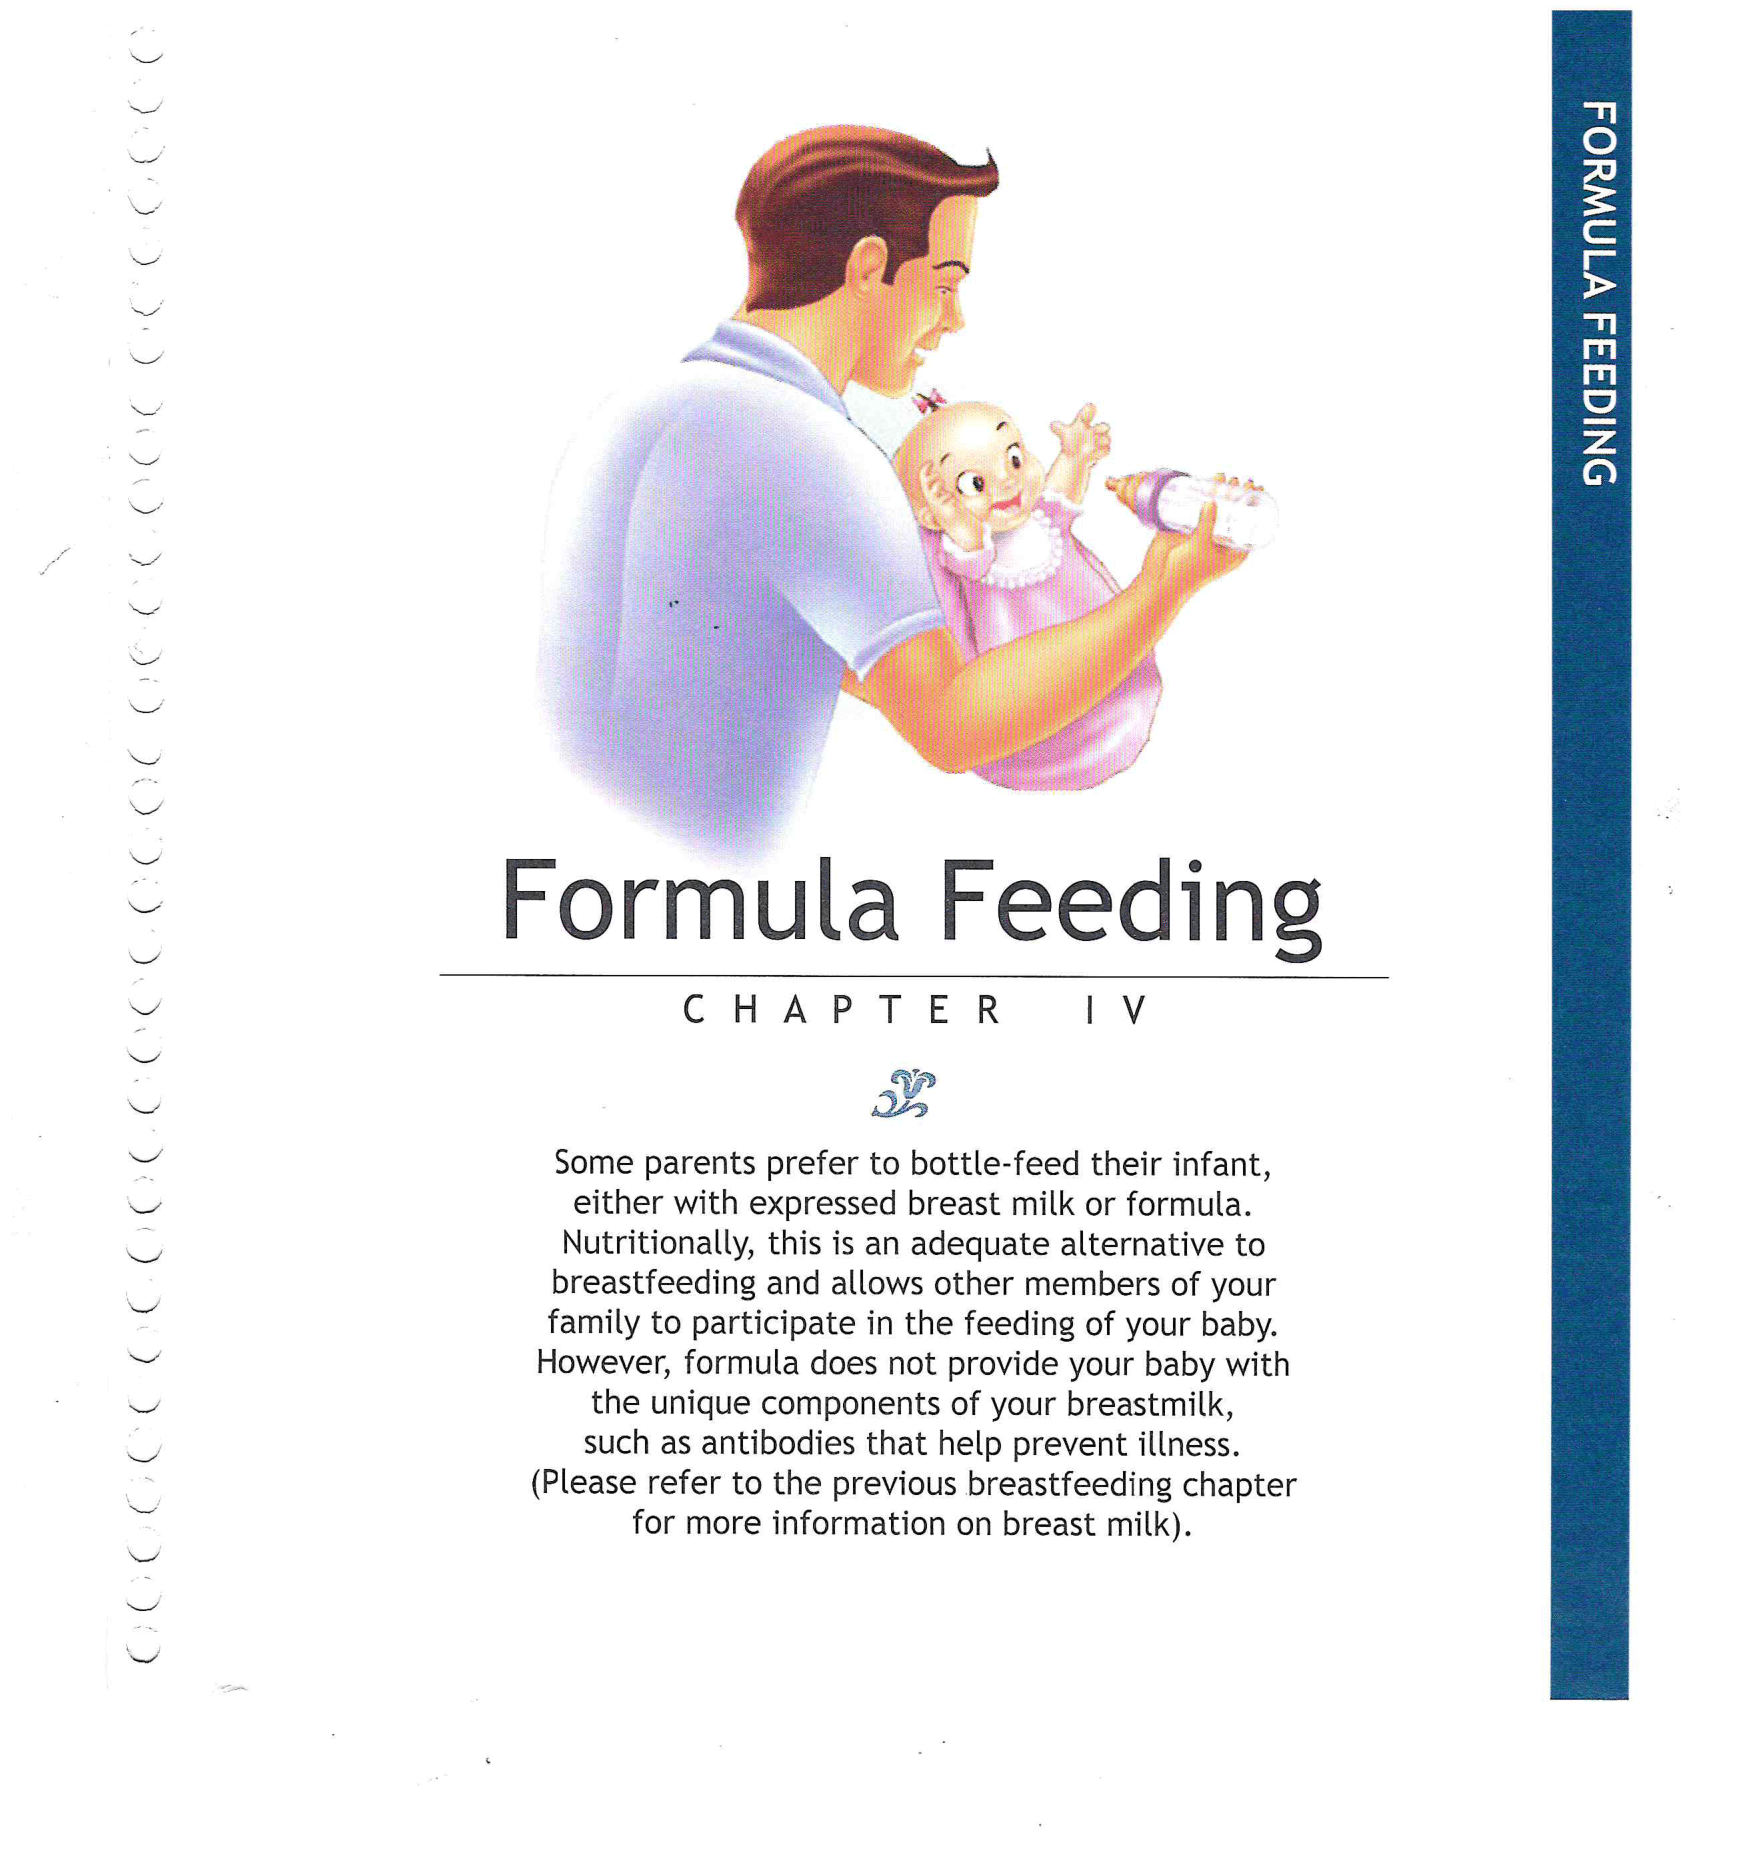 FORMULA FEEDING
Formula Feeding
CHAPTER IV
Some parents prefer to bottle-feed their infant,
either with expressed breast milk or formula.
Nutritionally, this is an adequate alternative to
breastfeeding and allows other members of your
family to participate in the feeding of your baby.
However, formula does not provide your baby with
the unique components of your breastmilk,
such as antibodies that help prevent illness.
(Please refer to the previous breastfeeding chapter
for more information on breast milk).